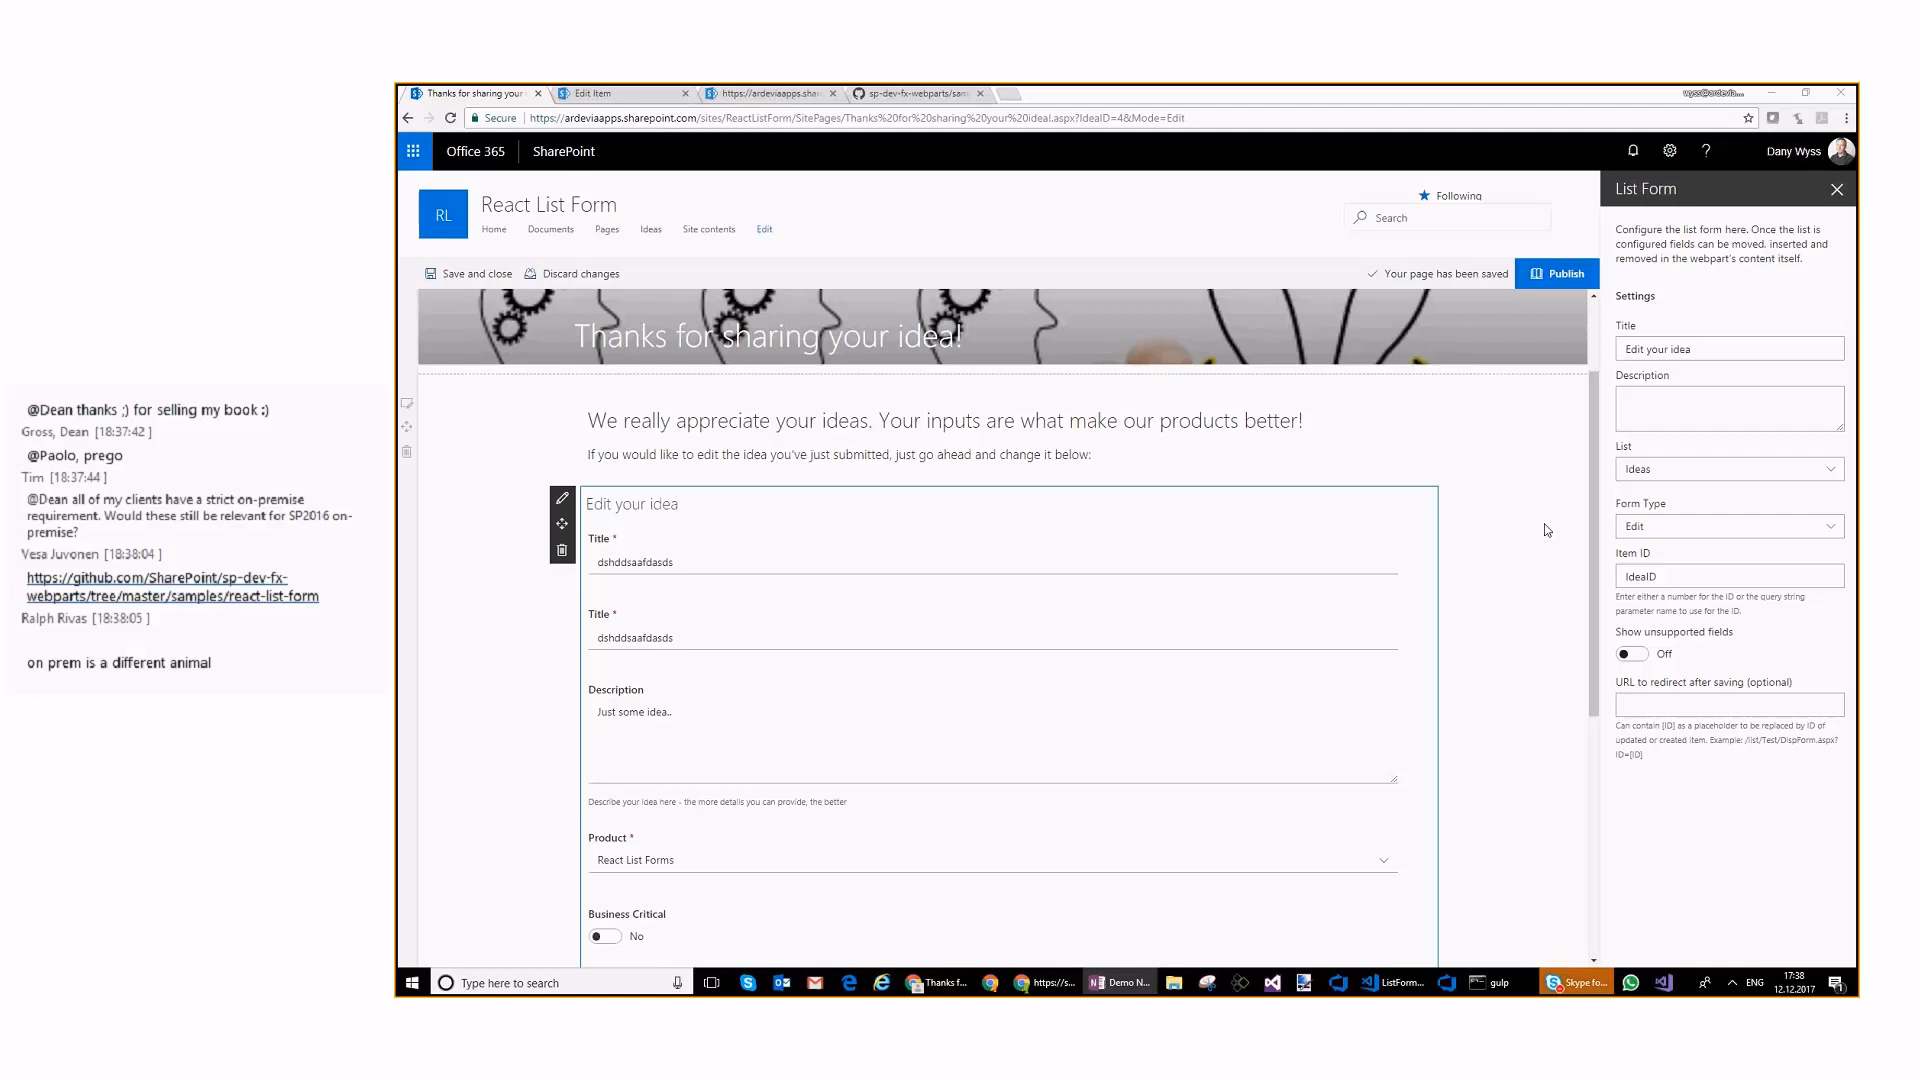 @Dean thanks ;) for selling my book :)
Gross, Dean [18:37:42 ]
@Paolo, prego
Tim [18:37:44 ]
@Dean all of my clients have a strict on-premise
requirement. Would these still be relevant for SP2016 on-
premise?
Vesa Juvonen [18:38:04 ]
https://github.com/SharePoint/sp-dev-fx-
webparts/tree/master/samples/react-list-form
Ralph Rivas [18:38:05 ]
on prem is a different animal
Thanks for sharing your
Edit Item
https://ardeviaapps.shar
sp-dev-fx-webparts/sam
Secure
https://ardeviaapps.sharepoint.com/sites/ReactListForm/SitePages/Thanks%20for%20sharing%20your%20idea!.aspx?IdeaID=4&Mode=Edit
Office 365
SharePoint
Dany Wyss
RL
React List Form
Home
Documents
Pages
Ideas
Site contents
Edit
Following
Search
Save and close
Discard changes
Your page has been saved
Publish
Thanks for sharing your idea!
We really appreciate your ideas. Your inputs are what make our products better!
If you would like to edit the idea you've just submitted, just go ahead and change it below:
Edit your idea
Title *
dshddsaafdasds
Title *
dshddsaafdasds
Description
Just some idea..
Describe your idea here - the more details you can provide, the better
Product *
React List Forms
Business Critical
No
List Form
Configure the list form here. Once the list is
configured fields can be moved, inserted and
removed in the webpart's content itself.
Settings
Title
Edit your idea
Description
List
Ideas
Form Type
Edit
Item ID
IdeaID
Enter either a number for the ID or the query string
parameter name to use for the ID.
Show unsupported fields
Off
URL to redirect after saving (optional)
Can contain [ID] as a placeholder to be replaced by ID of
updated or created item. Example: /list/Test/DispForm.aspx?
ID=[ID]
Type here to search
Thanks f...
https://s...
Demo N...
ListForm...
gulp
Skype fo...
ENG
17:38
12.12.2017